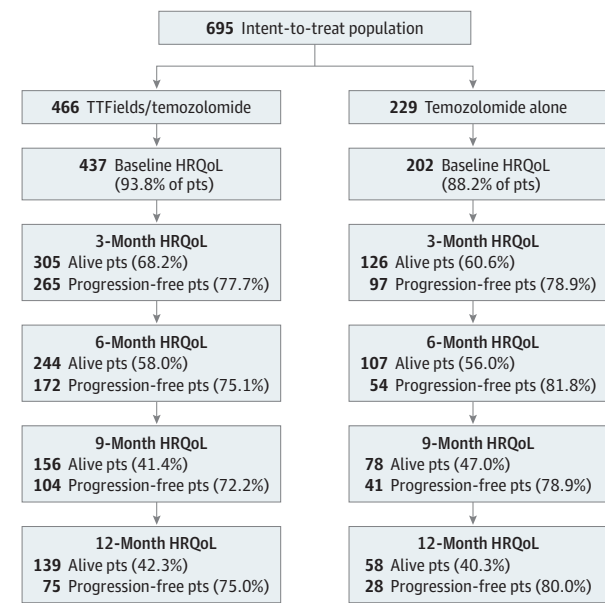 695 Intent-to-treat population
466 TTFields/temozolomide
437 Baseline HRQoL
(93.8% of pts)
3-Month HRQoL
305 Alive pts (68.2%)
265 Progression-free pts (77.7%)
6-Month HRQoL
244 Alive pts (58.0%)
172 Progression-free pts (75.1%)
9-Month HRQoL
156 Alive pts (41.4%)
104 Progression-free pts (72.2%)
12-Month HRQoL
139 Alive pts (42.3%)
75 Progression-free pts (75.0%)
229 Temozolomide alone
202 Baseline HRQoL
(88.2% of pts)
3-Month HRQoL
126 Alive pts (60.6%)
97 Progression-free pts (78.9%)
6-Month HRQoL
107 Alive pts (56.0%)
54 Progression-free pts (81.8%)
9-Month HRQoL
78 Alive pts (47.0%)
41 Progression-free pts (78.9%)
12-Month HRQoL
58 Alive pts (40.3%)
28 Progression-free pts (80.0%)